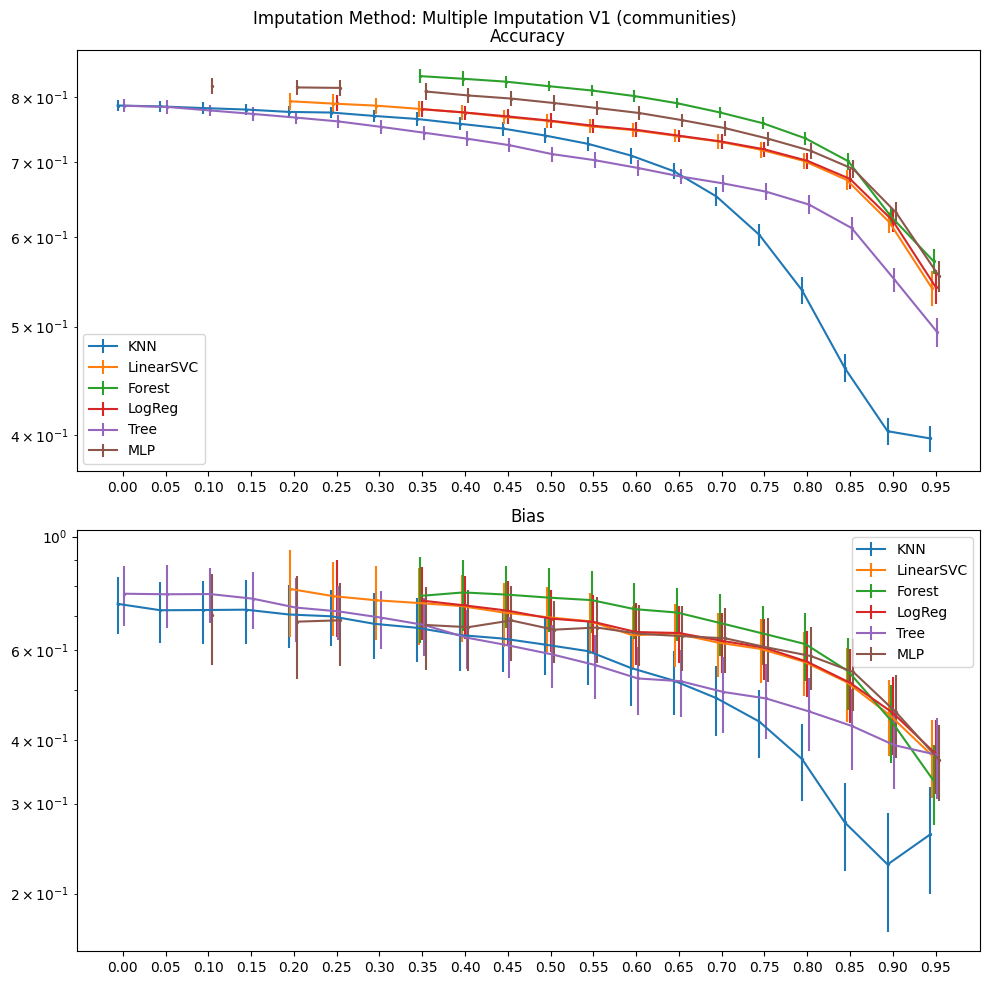 Imputation Method: Multiple Imputation V1 (communities)
Accuracy
8 × 10⁻¹
7 × 10⁻¹
6 × 10⁻¹
5 × 10⁻¹
4 × 10⁻¹
KNN
LinearSVC
Forest
LogReg
Tree
MLP
0.00 0.05 0.10 0.15 0.20 0.25 0.30 0.35 0.40 0.45 0.50 0.55 0.60 0.65 0.70 0.75 0.80 0.85 0.90 0.95
Bias
10⁰
6 × 10⁻¹
4 × 10⁻¹
3 × 10⁻¹
2 × 10⁻¹
KNN
LinearSVC
Forest
LogReg
Tree
MLP
0.00 0.05 0.10 0.15 0.20 0.25 0.30 0.35 0.40 0.45 0.50 0.55 0.60 0.65 0.70 0.75 0.80 0.85 0.90 0.95